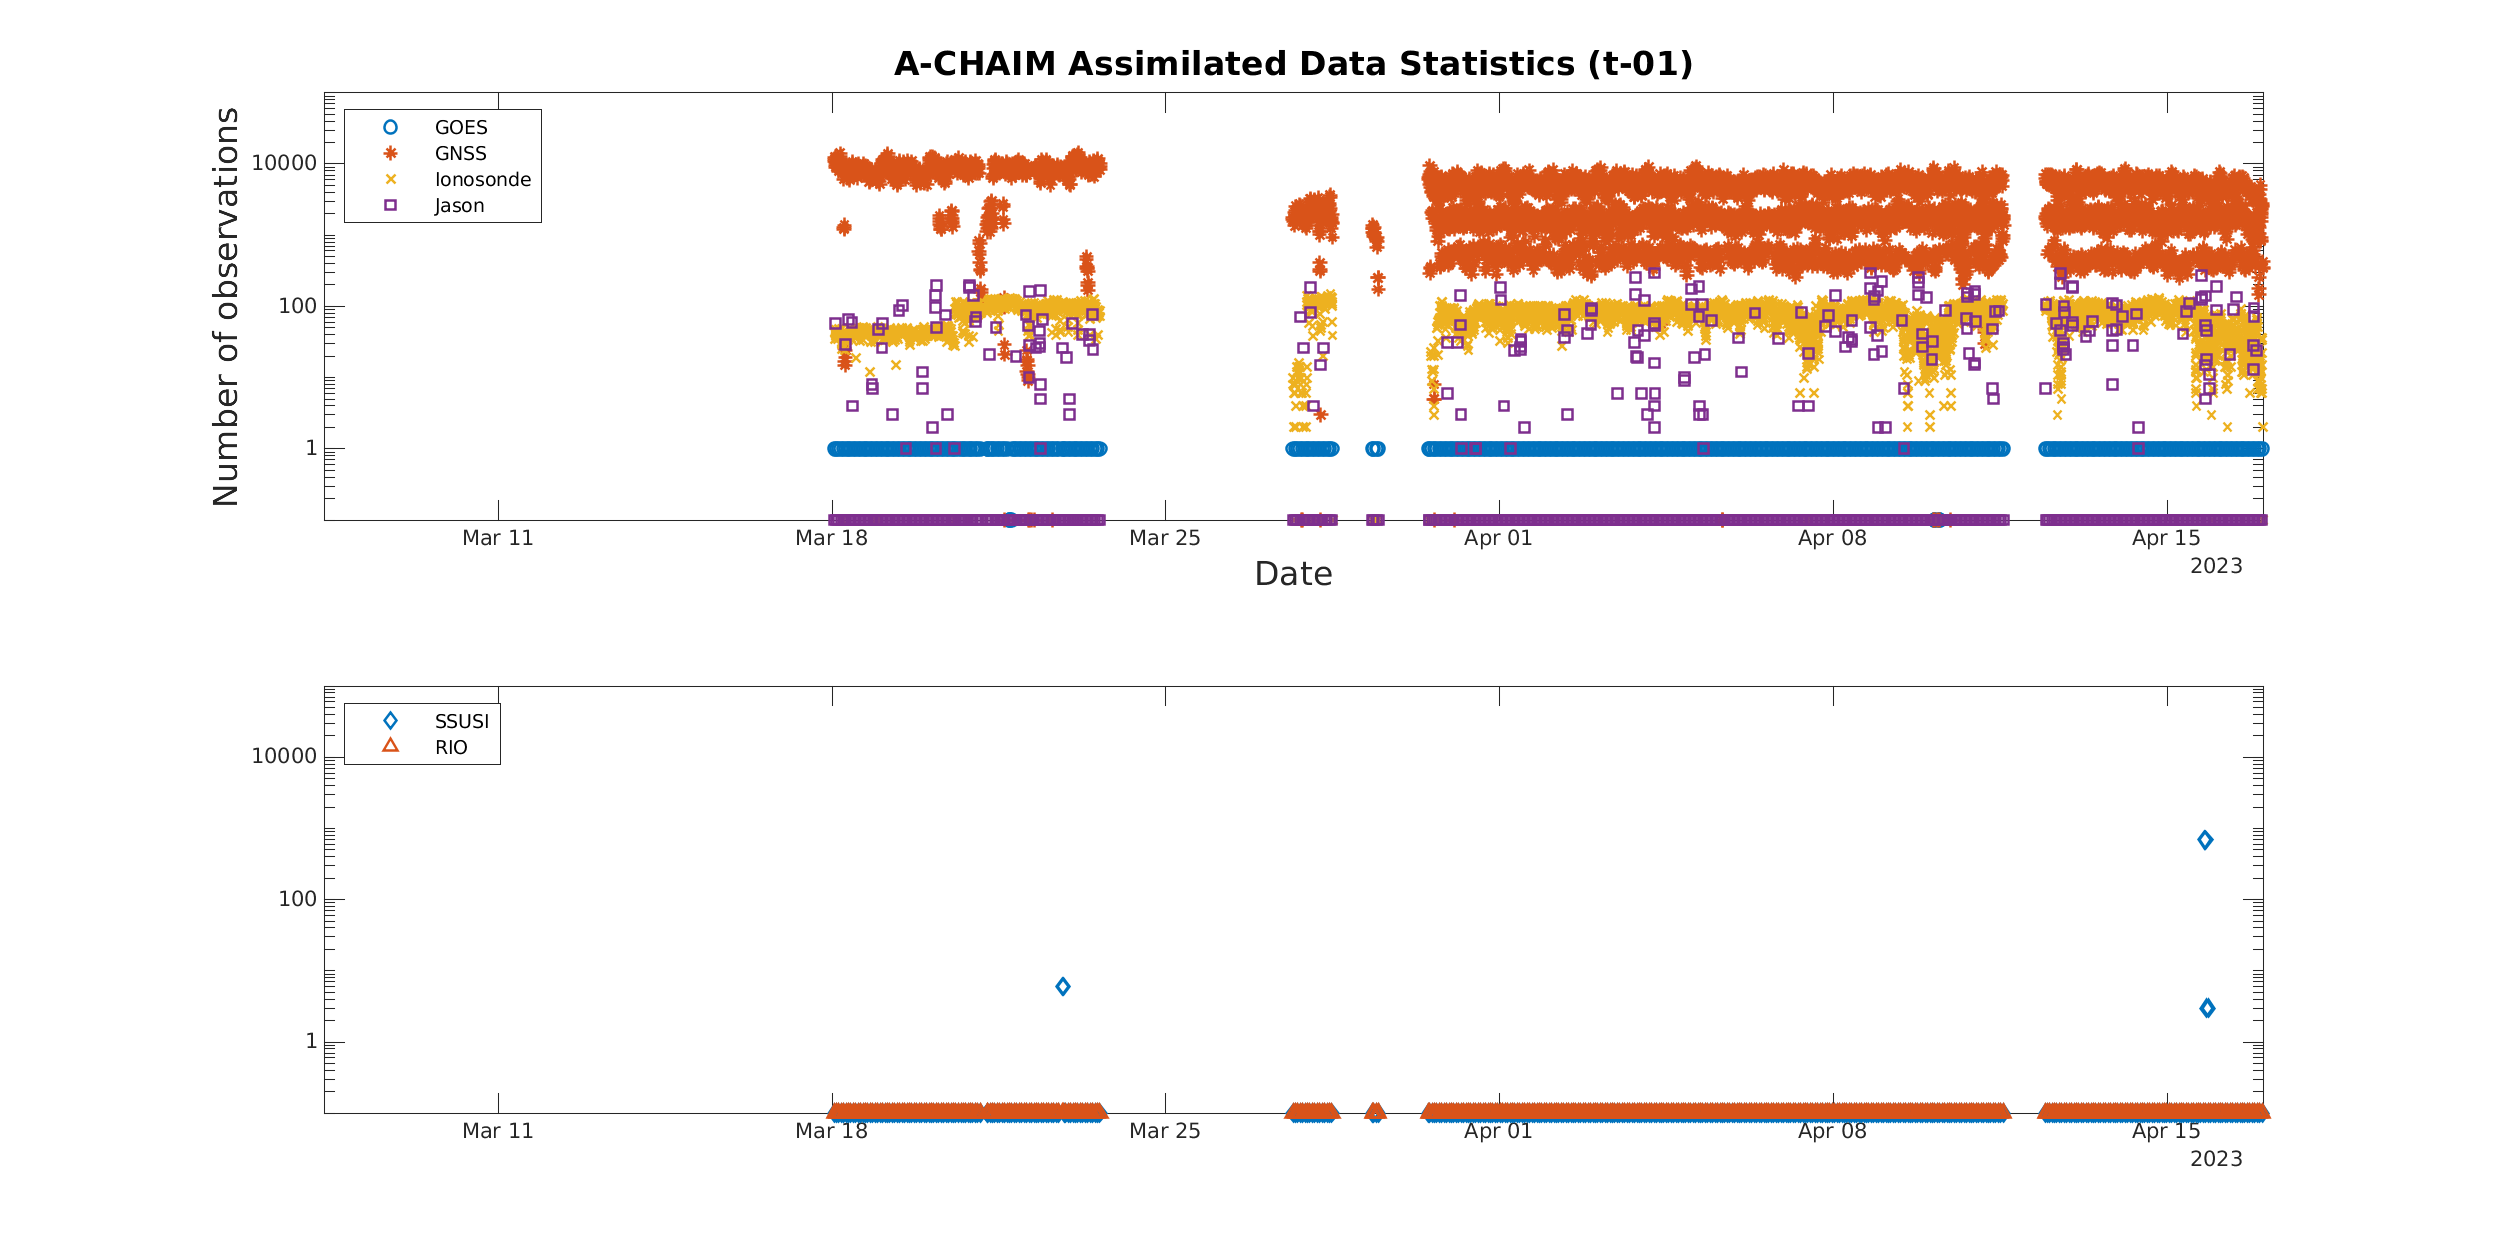 A-CHAIM Assimilated Data Statistics (t-01)
Number of observations
10000
100
1
GOES
GNSS
Ionosonde
Jason
Mar 11 Mar 18 Mar 25 Apr 01 Apr 08 Apr 15
2023
Date
10000
100
1
SSUSI
RIO
Mar 11 Mar 18 Mar 25 Apr 01 Apr 08 Apr 15
2023